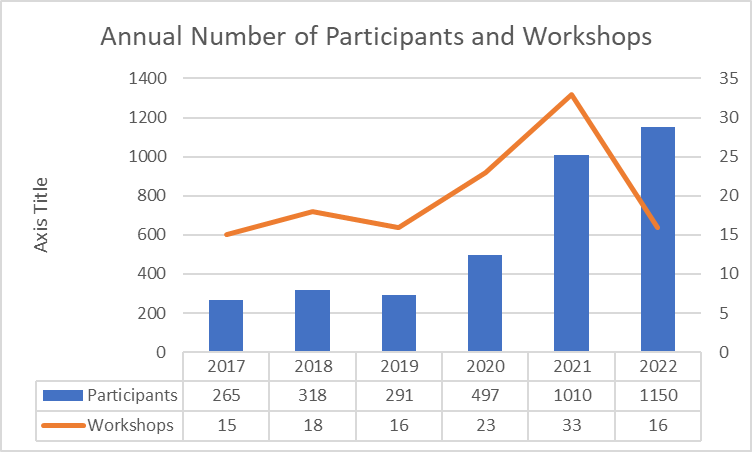 Annual Number of Participants and Workshops
1400 35
1200 30
1000 25
800 20
600 15
400 10
200 5
0 0
Axis Title
2017 2018 2019 2020 2021 2022
Participants 265 318 291 497 1010 1150
Workshops 15 18 16 23 33 16